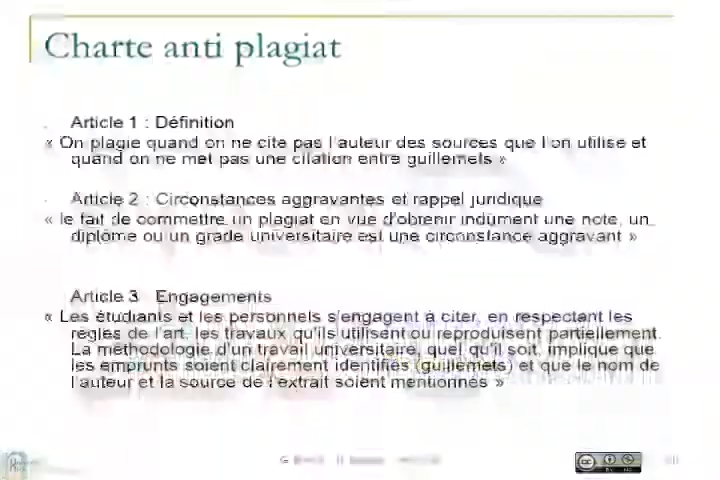 Charte anti plagiat
Article 1 : Définition
« On plagie quand on ne cite pas l'auteur des sources que l'on utilise et
quand on ne met pas une citation entre guillemets »
Article 2 : Circonstances aggravantes et rappel juridique
« le fait de commettre un plagiat en vue d'obtenir indûment une note, un
diplôme ou un grade universitaire est une circonstance aggravant »
Article 3 Engagements
« Les étudiants et les personnels s'engagent à citer, en respectant les
règles de l'art, les travaux qu'ils utilisent ou reproduisent partiellement.
La méthodologie d'un travail universitaire, quel qu'il soit, implique que
les emprunts soient clairement identifiés (guillemets) et que le nom de
l'auteur et la source de l'extrait soient mentionnés »
cc